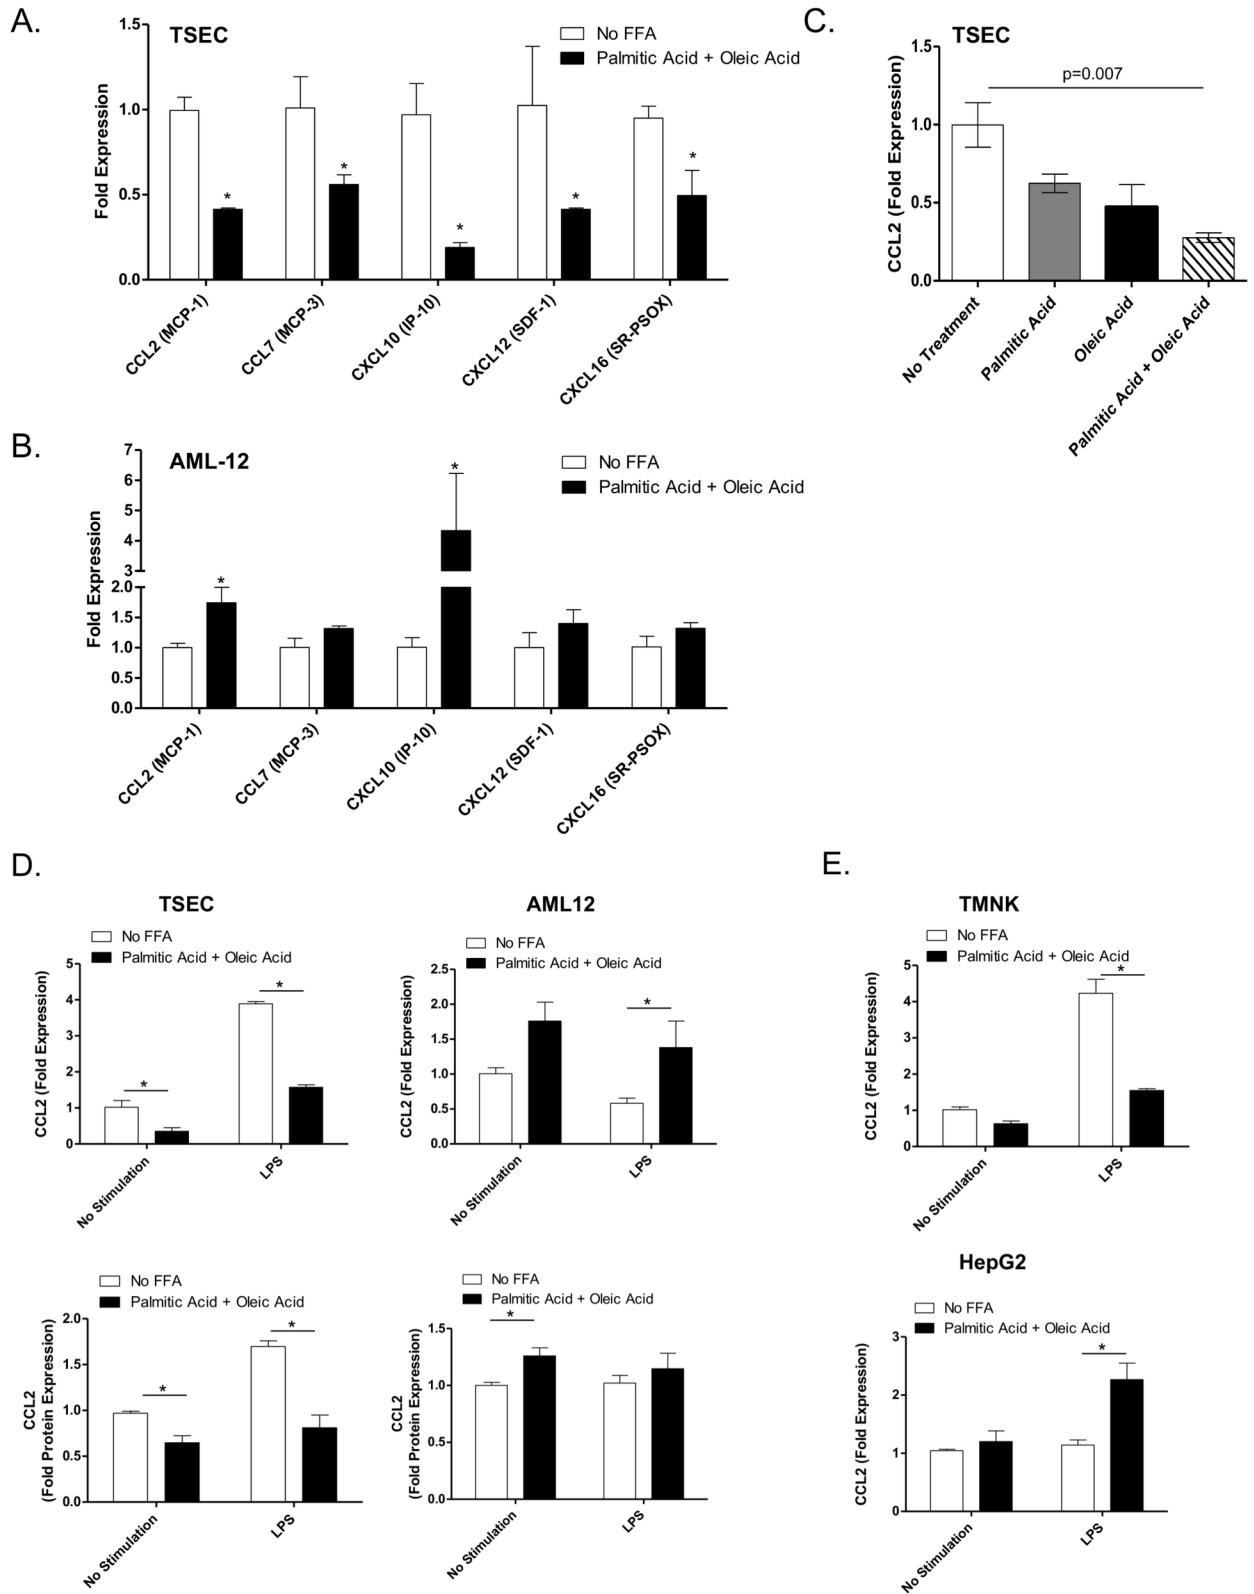 A.
TSEC
No FFA
Palmitic Acid + Oleic Acid
Fold Expression
1.5
1.0
0.5
0.0
*
*
*
*
*
CCL2 (MCP-1)
CCL7 (MCP-3)
CXCL10 (IP-10)
CXCL12 (SDF-1)
CXCL16 (SR-PSOX)
C.
TSEC
p=0.007
CCL2 (Fold Expression)
1.5
1.0
0.5
0.0
No Treatment
Palmitic Acid
Oleic Acid
Palmitic Acid + Oleic Acid
B.
AML-12
No FFA
Palmitic Acid + Oleic Acid
Fold Expression
7
6
5
4
3
2.0
1.5
1.0
0.5
0.0
*
*
CCL2 (MCP-1)
CCL7 (MCP-3)
CXCL10 (IP-10)
CXCL12 (SDF-1)
CXCL16 (SR-PSOX)
D.
TSEC
No FFA
Palmitic Acid + Oleic Acid
CCL2 (Fold Expression)
5
4
3
2
1
0
*
*
No Stimulation
LPS
AML12
No FFA
Palmitic Acid + Oleic Acid
CCL2 (Fold Expression)
2.5
2.0
1.5
1.0
0.5
0.0
*
No Stimulation
LPS
No FFA
Palmitic Acid + Oleic Acid
CCL2
(Fold Protein Expression)
2.0
1.5
1.0
0.5
0.0
*
*
No Stimulation
LPS
No FFA
Palmitic Acid + Oleic Acid
CCL2
(Fold Protein Expression)
1.5
1.0
0.5
0.0
*
No Stimulation
LPS
E.
TMNK
No FFA
Palmitic Acid + Oleic Acid
CCL2 (Fold Expression)
5
4
3
2
1
0
*
No Stimulation
LPS
HepG2
No FFA
Palmitic Acid + Oleic Acid
CCL2 (Fold Expression)
3
2
1
0
*
No Stimulation
LPS